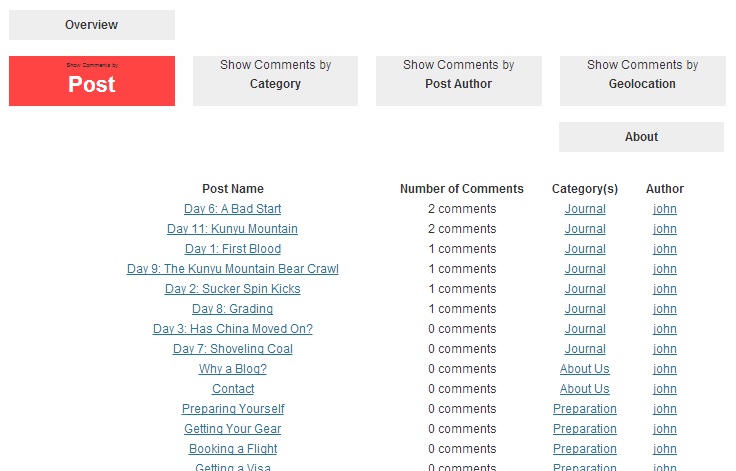 Overview
Show Comments by
Post
Show Comments by
Category
Show Comments by
Post Author
Show Comments by
Geolocation
About
Post Name Number of Comments Category(s) Author
Day 6: A Bad Start 2 comments Journal john
Day 11: Kunyu Mountain 2 comments Journal john
Day 1: First Blood 1 comments Journal john
Day 9: The Kunyu Mountain Bear Crawl 1 comments Journal john
Day 2: Sucker Spin Kicks 1 comments Journal john
Day 8: Grading 1 comments Journal john
Day 3: Has China Moved On? 0 comments Journal john
Day 7: Shoveling Coal 0 comments Journal john
Why a Blog? 0 comments About Us john
Contact 0 comments About Us john
Preparing Yourself 0 comments Preparation john
Getting Your Gear 0 comments Preparation john
Booking a Flight 0 comments Preparation john
Getting a Visa 0 comments Preparation john